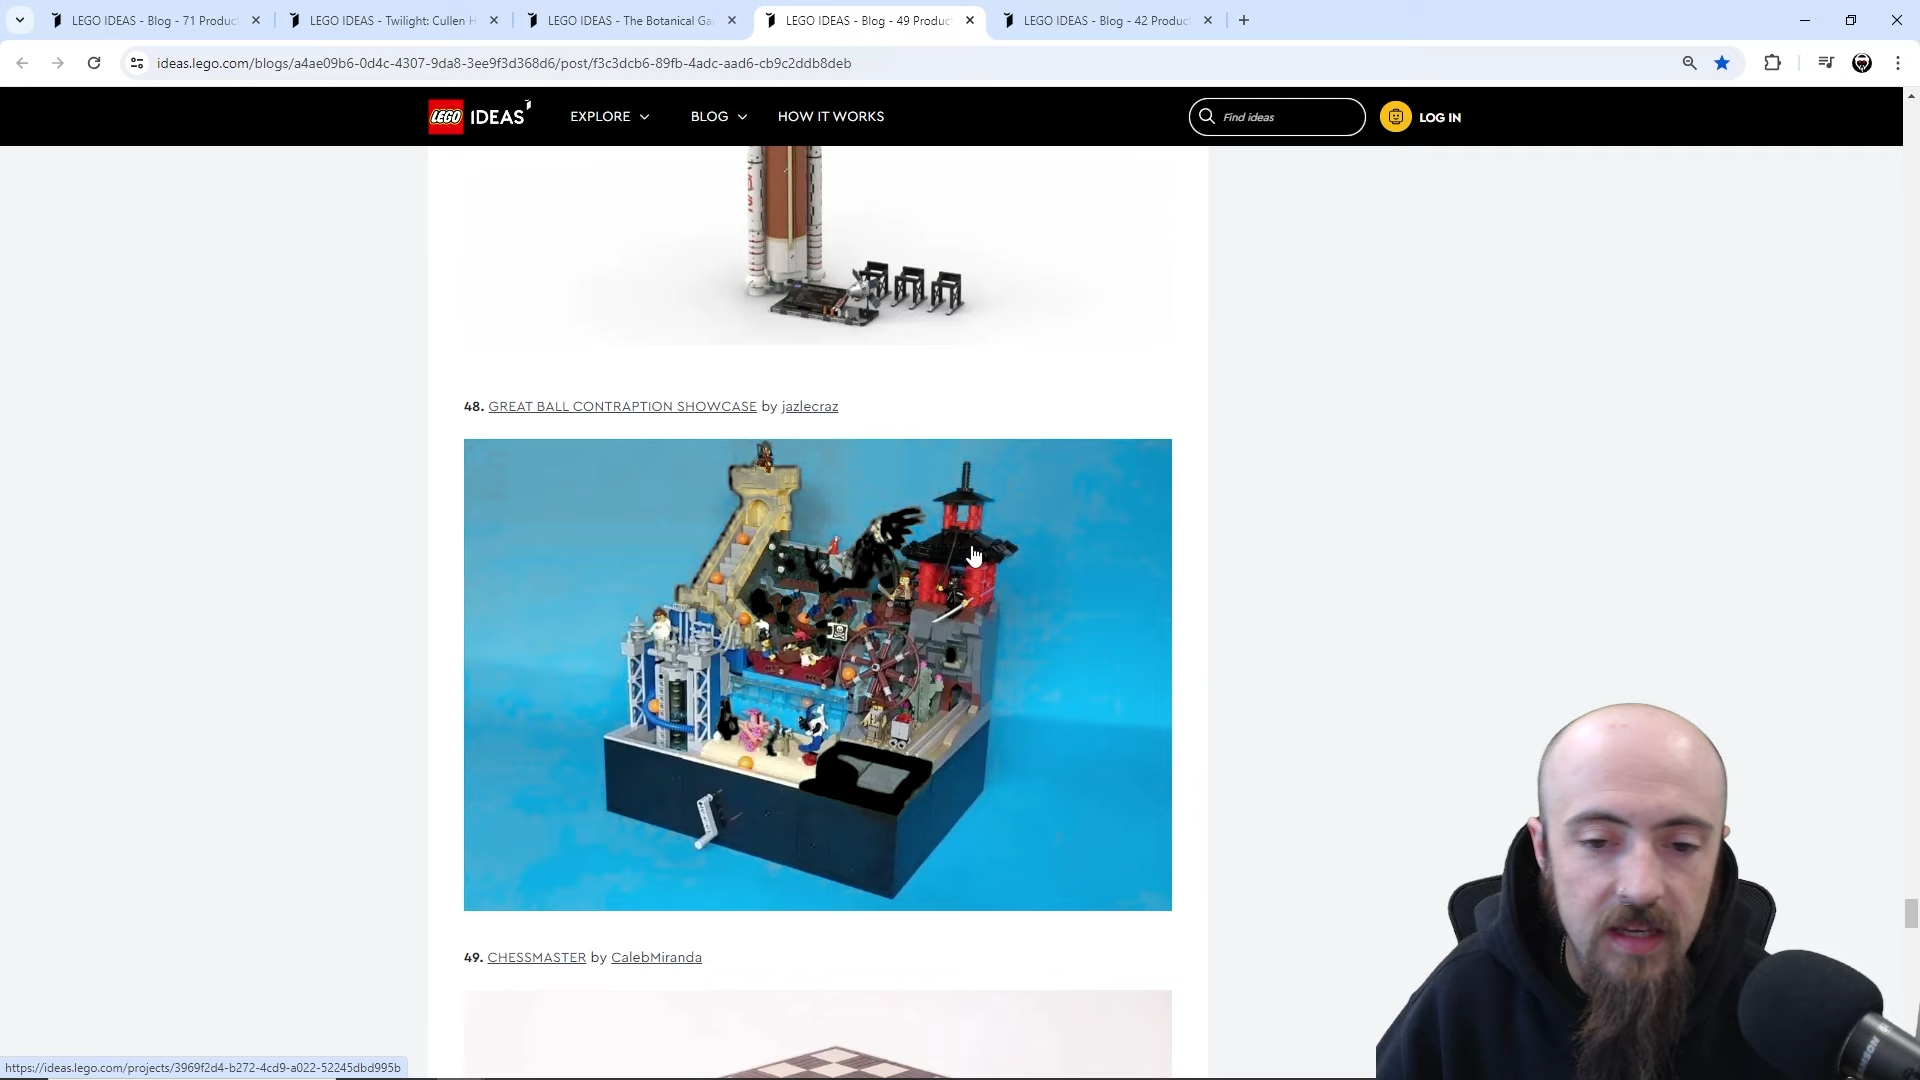 LEGO IDEAS - Blog - 71 Produc
LEGO IDEAS - Twilight: Cullen H
LEGO IDEAS - The Botanical Ga
LEGO IDEAS - Blog - 49 Produc
LEGO IDEAS - Blog - 42 Produc
ideas.lego.com/blogs/a4ae09b6-0d4c-4307-9da8-3ee9f3d368d6/post/f3c3dcb6-89fb-4adc-aad6-cb9c2ddb8deb
LEGO IDEAS EXPLORE BLOG HOW IT WORKS Find ideas LOG IN
48. GREAT BALL CONTRAPTION SHOWCASE by jazlecraz
49. CHESSMASTER by CalebMiranda
https://ideas.lego.com/projects/3969f2d4-b272-4cd9-a022-52245dbd995b